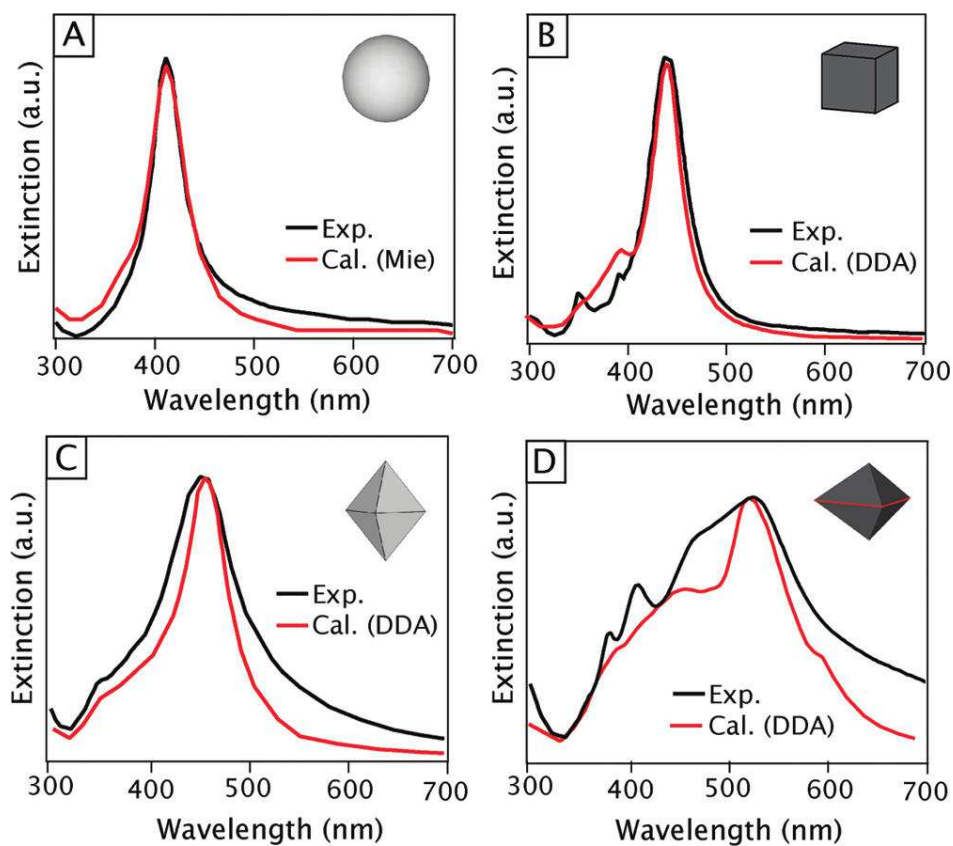 A
Extinction (a.u.)
Exp.
Cal. (Mie)
300 400 500 600 700
Wavelength (nm)
B
Extinction (a.u.)
Exp.
Cal. (DDA)
300 400 500 600 700
Wavelength (nm)
C
Extinction (a.u.)
Exp.
Cal. (DDA)
300 400 500 600 700
Wavelength (nm)
D
Extinction (a.u.)
Exp.
Cal. (DDA)
300 400 500 600 700
Wavelength (nm)